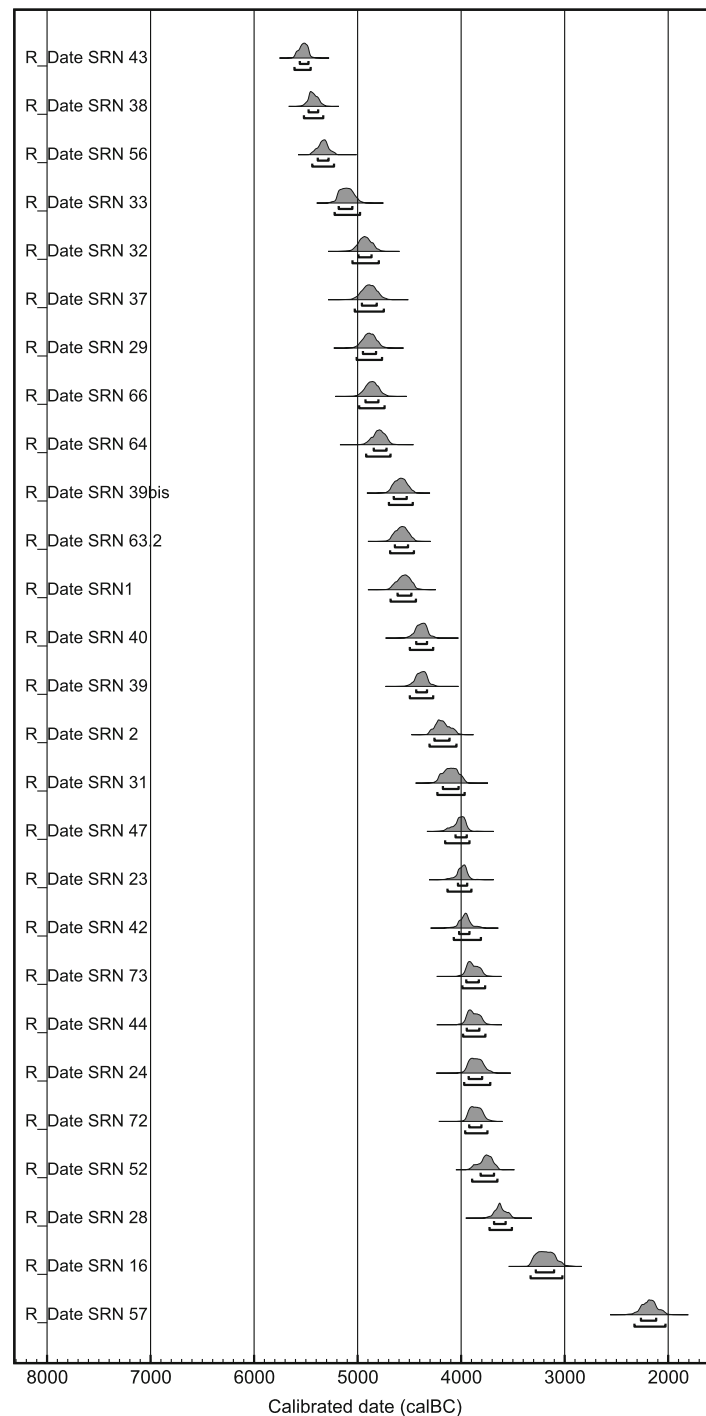 R_Date SRN 43
R_Date SRN 38
R_Date SRN 56
R_Date SRN 33
R_Date SRN 32
R_Date SRN 37
R_Date SRN 29
R_Date SRN 66
R_Date SRN 64
R_Date SRN 39bis
R_Date SRN 63.2
R_Date SRN1
R_Date SRN 40
R_Date SRN 39
R_Date SRN 2
R_Date SRN 31
R_Date SRN 47
R_Date SRN 23
R_Date SRN 42
R_Date SRN 73
R_Date SRN 44
R_Date SRN 24
R_Date SRN 72
R_Date SRN 52
R_Date SRN 28
R_Date SRN 16
R_Date SRN 57
8000 7000 6000 5000 4000 3000 2000
Calibrated date (calBC)